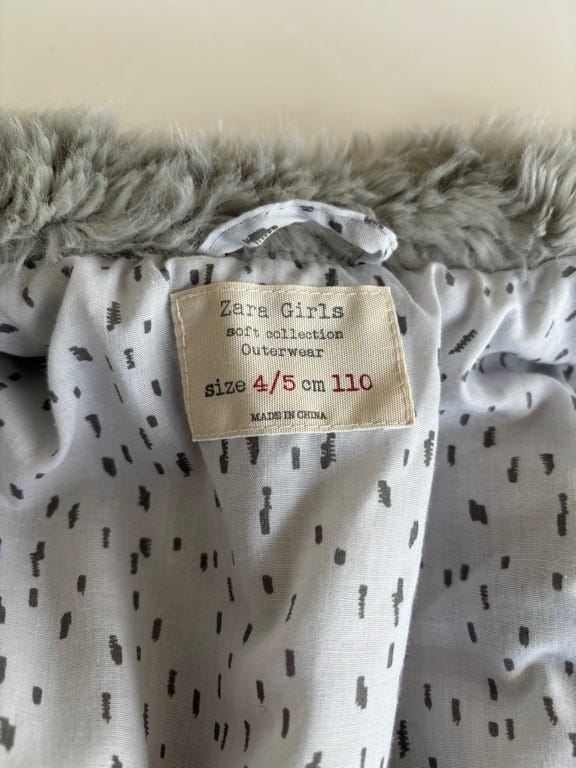 Zara Girls
soft collection
Outerwear
size 4/5 cm 110
MADE IN CHINA